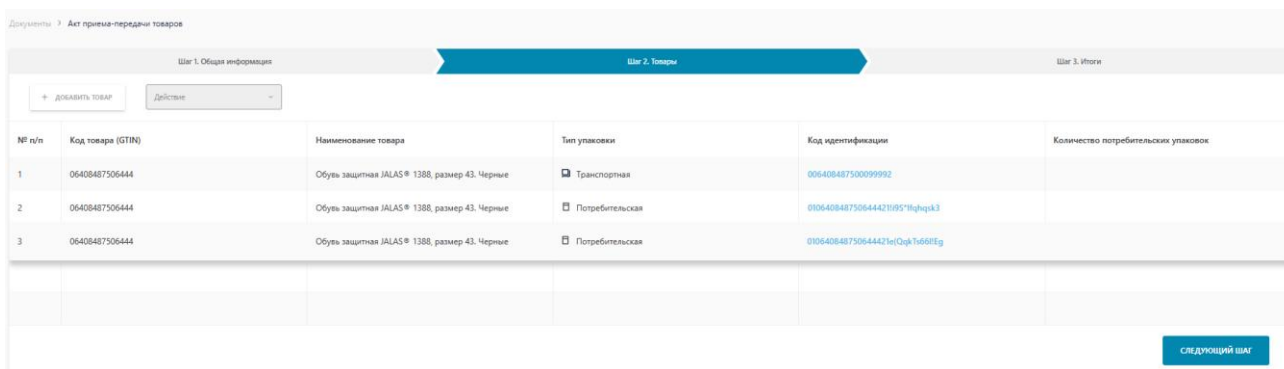 Документы > Акт приема-передачи товаров
Шаг 1. Общая информация Шаг 2. Товары Шаг 3. Итоги
+ ДОБАВИТЬ ТОВАР Действие
№ п/п Код товара (GTIN) Наименование товара Тип упаковки Код идентификации Количество потребительских упаковок
1 06408487506444 Обувь защитная JALAS® 1388, размер 43. Черные Транспортная 006408487500099992
2 06408487506444 Обувь защитная JALAS® 1388, размер 43. Черные Потребительская
3 06408487506444 Обувь защитная JALAS® 1388, размер 43. Черные Потребительская
СЛЕДУЮЩИЙ ШАГ